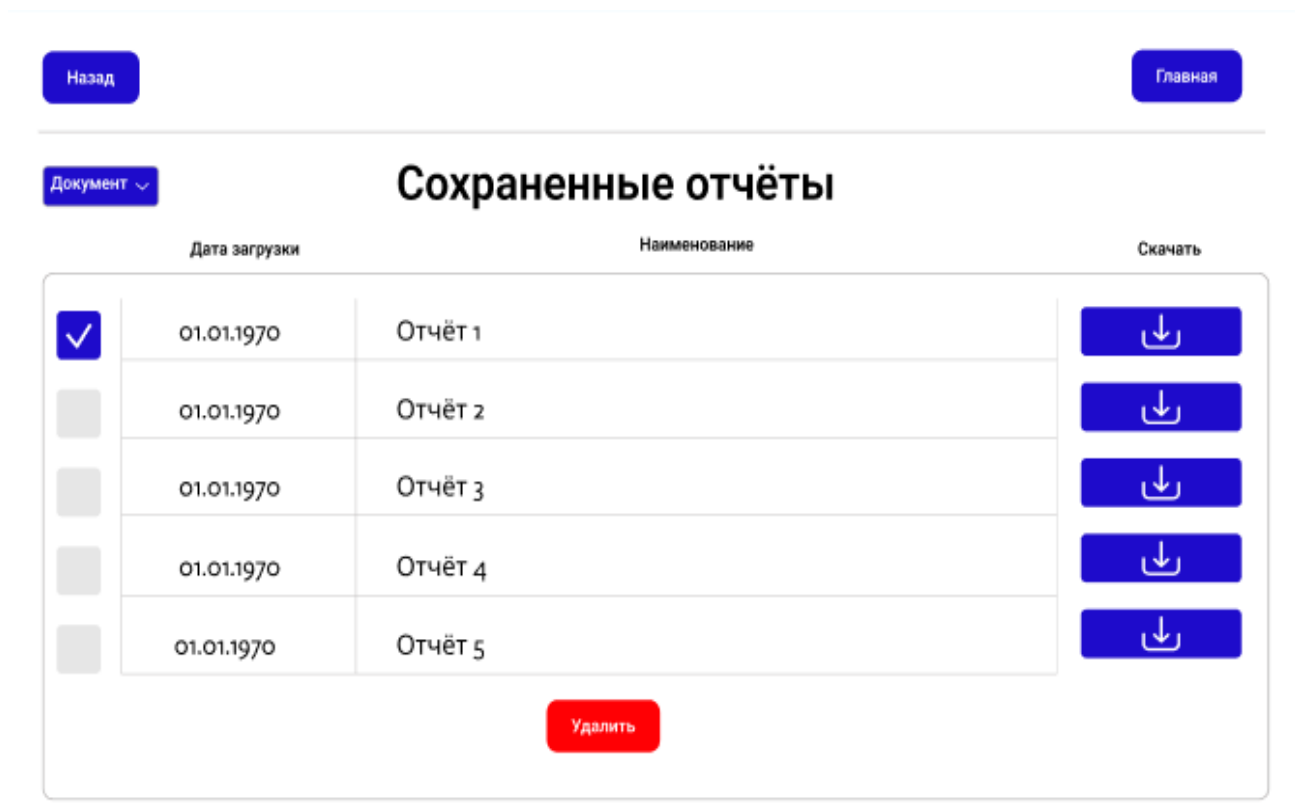 Назад
Главная
Документ
Сохраненные отчёты
Дата загрузки
Наименование
Скачать
01.01.1970 Отчёт 1
01.01.1970 Отчёт 2
01.01.1970 Отчёт 3
01.01.1970 Отчёт 4
01.01.1970 Отчёт 5
Удалить